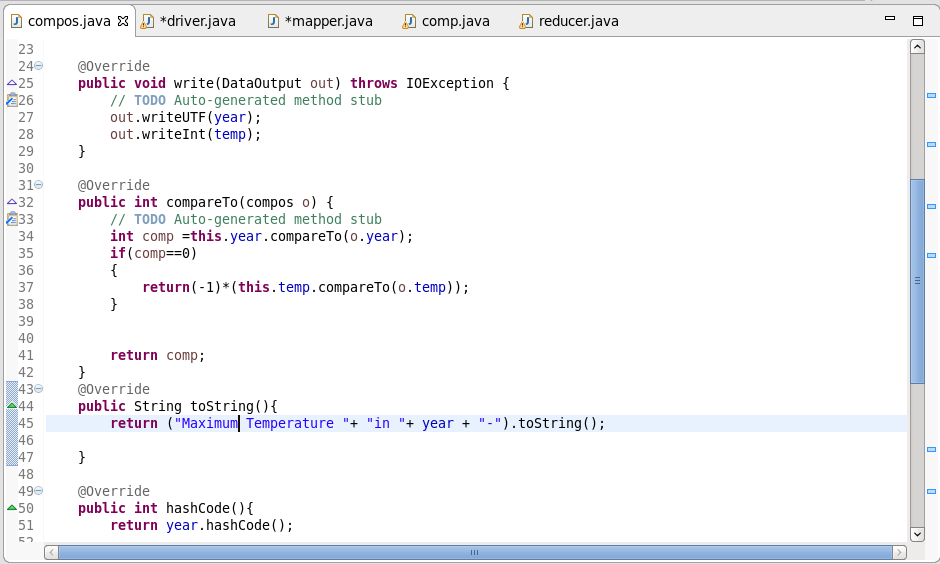 compos.java *driver.java *mapper.java comp.java reducer.java
23
24 @Override
25 public void write(DataOutput out) throws IOException {
26 // TODO Auto-generated method stub
27 out.writeUTF(year);
28 out.writeInt(temp);
29 }
30
31 @Override
32 public int compareTo(compos o) {
33 // TODO Auto-generated method stub
34 int comp =this.year.compareTo(o.year);
35 if(comp==0)
36 {
37 return(-1)*(this.temp.compareTo(o.temp));
38 }
39
40
41 return comp;
42 }
43 @Override
44 public String toString(){
45 return ("Maximum Temperature "+ "in "+ year + "-").toString();
46
47 }
48
49 @Override
50 public int hashCode(){
51 return year.hashCode();
52